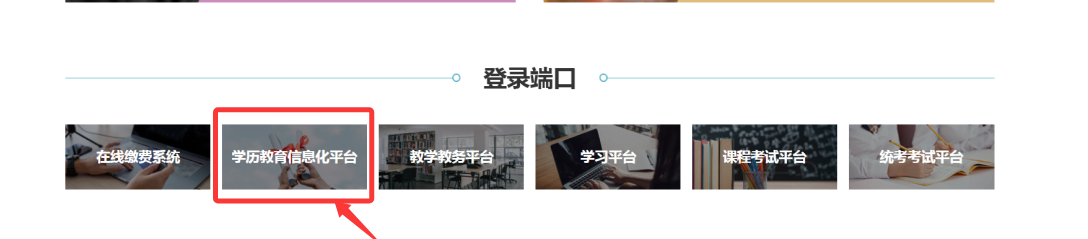 登录端口
在线缴费系统
学历教育信息化平台
教学教务平台
学习平台
课程考试平台
统考考试平台